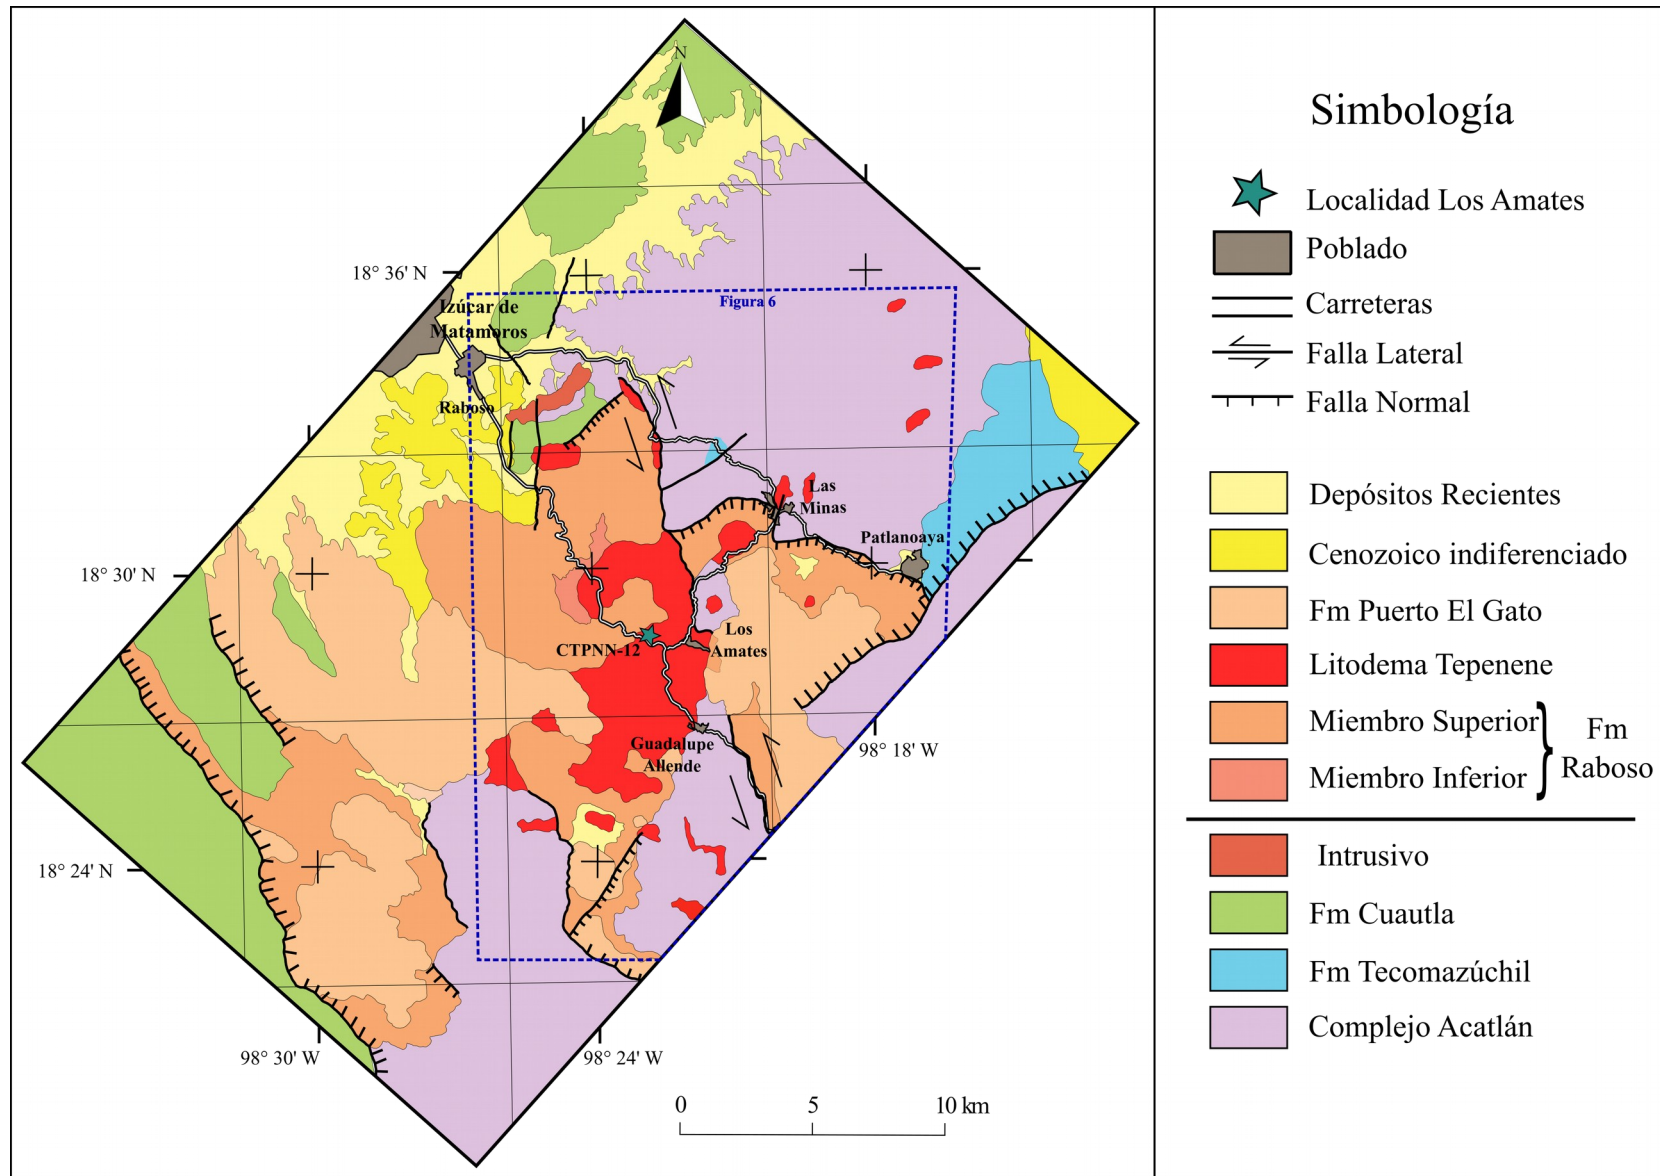 N
18° 36' N
Izúcar de
Matamoros
Figura 6
Raboso
Las
Minas
Patlanoaya
18° 30' N
CTPNN-12
Los
Amates
Guadalupe
Allende
98° 18' W
18° 24' N
98° 30' W
98° 24' W
0 5 10 km
Simbología
Localidad Los Amates
Poblado
Carreteras
Falla Lateral
Falla Normal
Depósitos Recientes
Cenozoico indiferenciado
Fm Puerto El Gato
Litodema Tepenene
Miembro Superior
Miembro Inferior
} Fm
Raboso
Intrusivo
Fm Cuautla
Fm Tecomazúchil
Complejo Acatlán